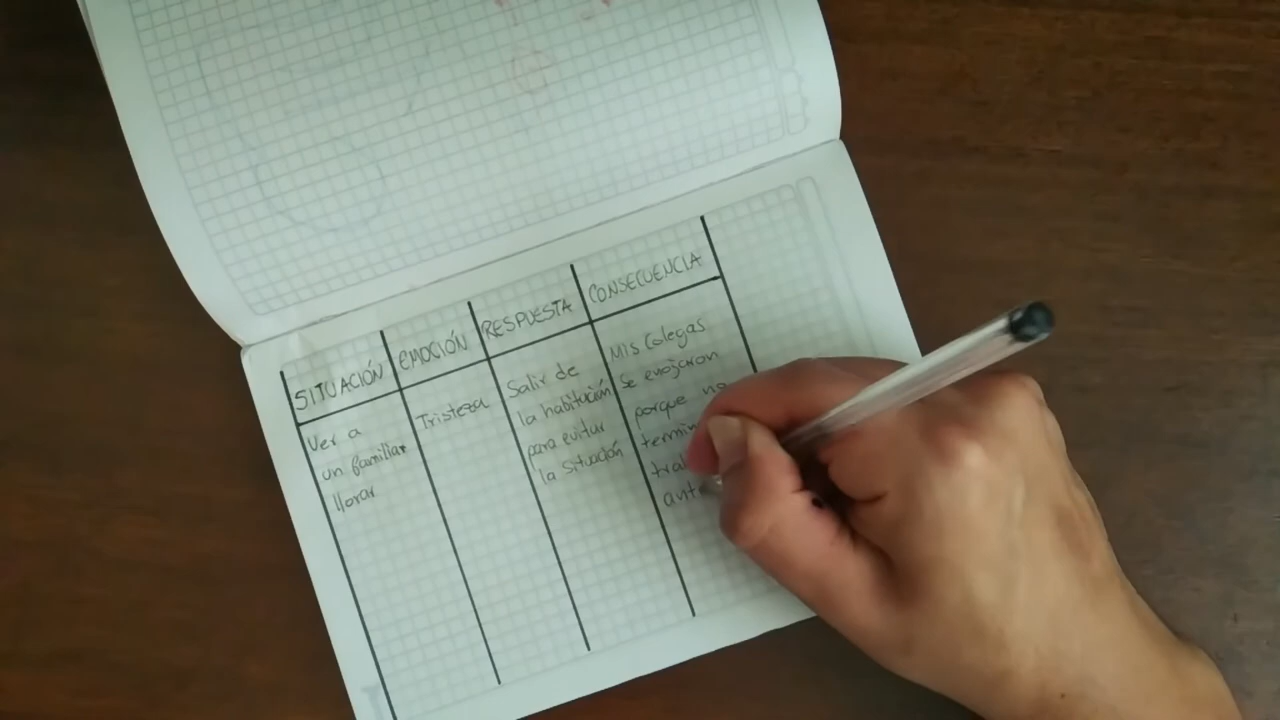 SITUACIÓN
EMOCIÓN
RESPUESTA
CONSECUENCIA
Ver a
un familiar
llorar
Tristeza
Salir de
la habitación
para evitar
la situación
Mis colegas
se enojaron
porque no